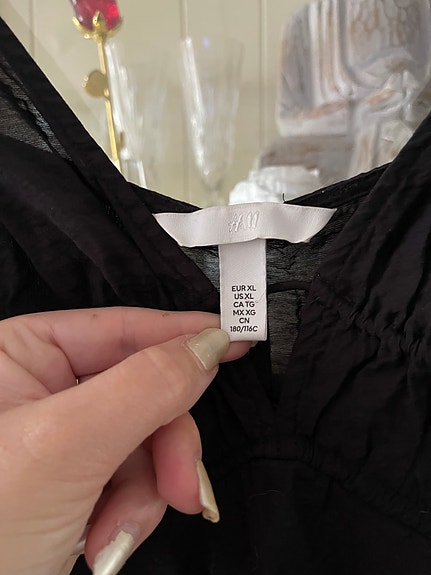 H&M
EUR XL
US XL
CA TG
MX XG
CN
180/116C